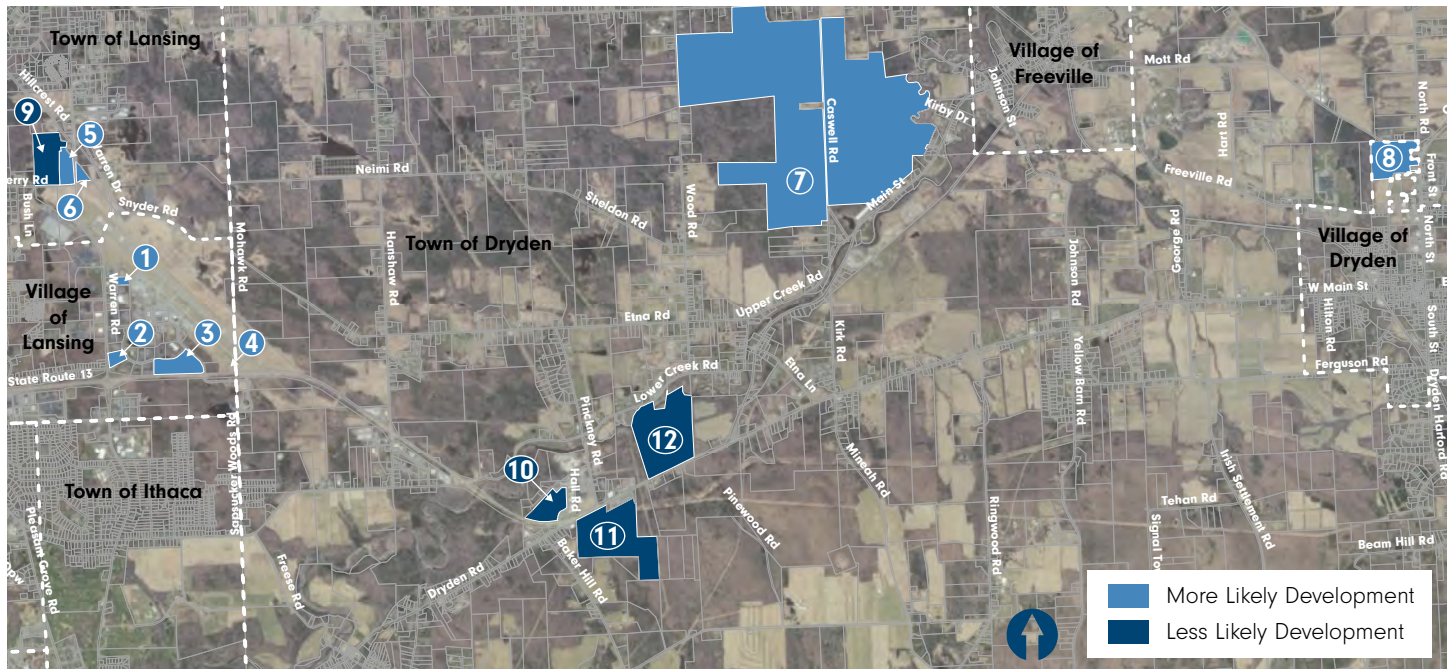 Town of Lansing
Hillcrest Rd
9
5
Warren Dr
erry Rd
Bush Ln
6
Snyder Rd
Mohawk Rd
1
Warren Rd
Village
of
Lansing
2
3
4
State Route 13
Town of Ithaca
Sapsucker Woods Rd
Pleasant Grove Rd
Freese Rd
Neimi Rd
Hanshaw Rd
Town of Dryden
Sheldon Rd
Wood Rd
7
Caswell Rd
Kirby Dr
Main St
Johnson St
Village of
Freeville
Mott Rd
Hart Rd
North Rd
8
Front St
Freeville Rd
George Rd
Johnson Rd
Village of
Dryden
North St
W Main St
Hilton Rd
South St
Ferguson Rd
Dryden Harford Rd
Upper Creek Rd
Etna Rd
Kirk Rd
Etna Ln
Yellow Barn Rd
Lower Creek Rd
Pinckney Rd
12
10
Hall Rd
11
Baker Hill Rd
Dryden Rd
Pinewood Rd
Mineah Rd
Ringwood Rd
Tehan Rd
Signal To
Irish Settlement Rd
Beam Hill Rd
More Likely Development
Less Likely Development